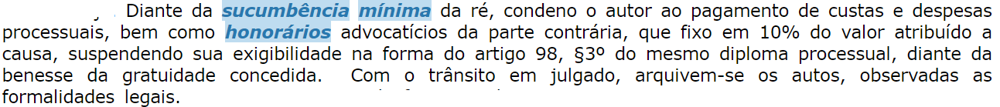 Diante da sucumbência mínima da ré, condeno o autor ao pagamento de custas e despesas
processuais, bem como honorários advocatícios da parte contrária, que fixo em 10% do valor atribuído a
causa, suspendendo sua exigibilidade na forma do artigo 98, §3º do mesmo diploma processual, diante da
benesse da gratuidade concedida. Com o trânsito em julgado, arquivem-se os autos, observadas as
formalidades legais.